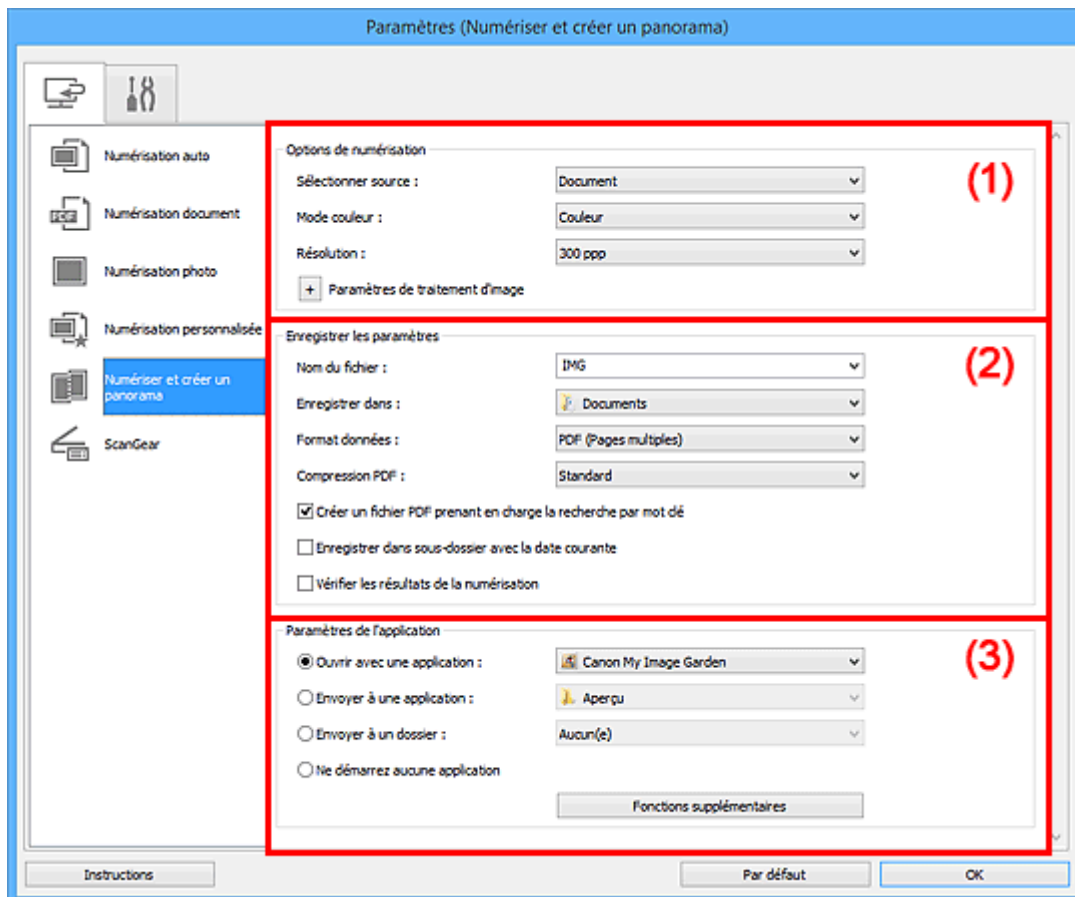 Paramètres (Numériser et créer un panorama)
Numérisation auto
Numérisation document
PDF
Numérisation photo
Numérisation personnalisée
Numériser et créer un
panorama
ScanGear
Options de numérisation
(1)
Sélectionner source : Document
Mode couleur : Couleur
Résolution : 300 ppp
+ Paramètres de traitement d'image
Enregistrer les paramètres
(2)
Nom du fichier : IMG
Enregistrer dans : Documents
Format données : PDF (Pages multiples)
Compression PDF : Standard
Créer un fichier PDF prenant en charge la recherche par mot clé
Enregistrer dans sous-dossier avec la date courante
Vérifier les résultats de la numérisation
Paramètres de l'application
(3)
Ouvrir avec une application : Canon My Image Garden
Envoyer à une application : Aperçu
Envoyer à un dossier : Aucun(e)
Ne démarrez aucune application
Fonctions supplémentaires
Instructions
Par défaut
OK